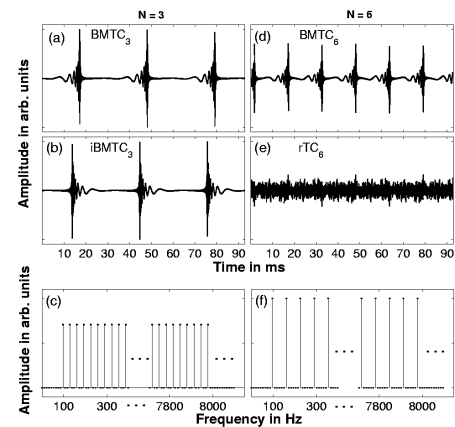 N = 3
N = 6
Amplitude in arb. units
(a) BMTC3
(d) BMTC6
(b) iBMTC3
(e) rTC6
10 20 30 40 50 60 70 80 90
10 20 30 40 50 60 70 80 90
Time in ms
Amplitude in arb. units
(c)
(f)
. . .
. . .
. . .
. . .
100 300 . . . 7800 8000
100 300 . . . 7800 8000
Frequency in Hz